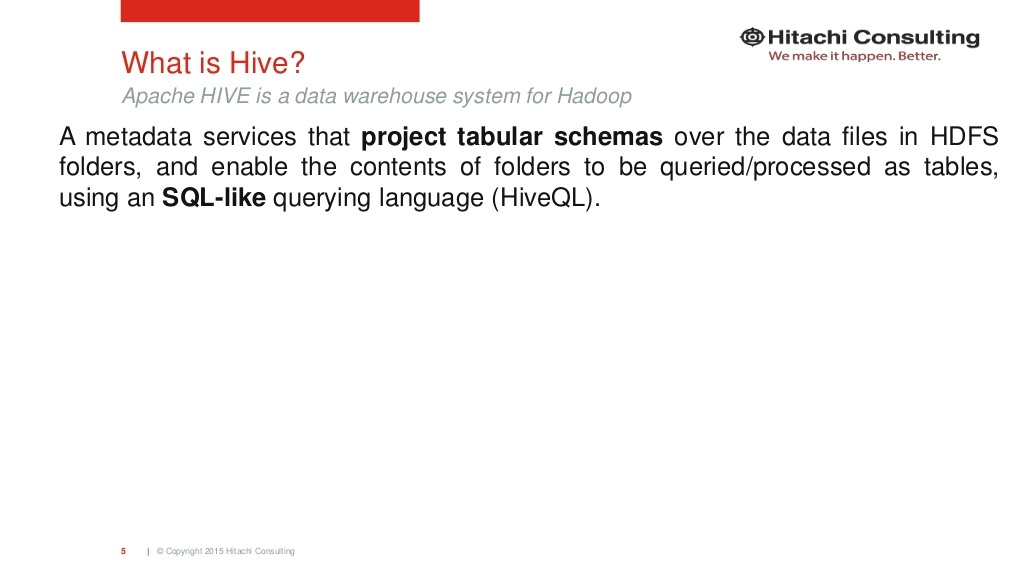 Hitachi Consulting
We make it happen. Better.
What is Hive?
Apache HIVE is a data warehouse system for Hadoop
A metadata services that project tabular schemas over the data files in HDFS
folders, and enable the contents of folders to be queried/processed as tables,
using an SQL-like querying language (HiveQL).
5 | © Copyright 2015 Hitachi Consulting